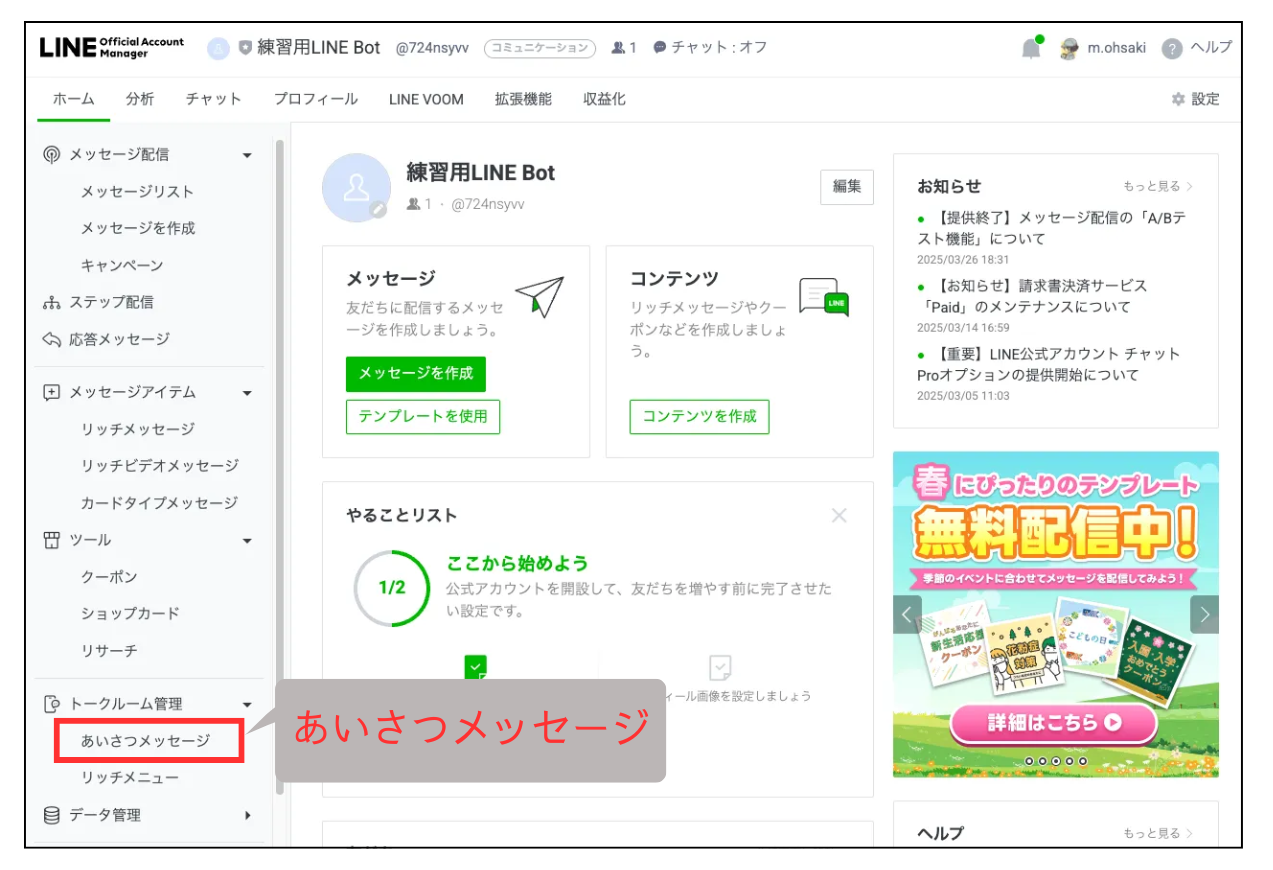 LINE Official Account Manager
練習用LINE Bot @724nsyvv コミュニケーション 1 チャット : オフ
m.ohsaki ? ヘルプ
ホーム 分析 チャット プロフィール LINE VOOM 拡張機能 収益化
設定
メッセージ配信
メッセージリスト
メッセージを作成
キャンペーン
ステップ配信
応答メッセージ
メッセージアイテム
リッチメッセージ
リッチビデオメッセージ
カードタイプメッセージ
ツール
クーポン
ショップカード
リサーチ
トークルーム管理
あいさつメッセージ
リッチメニュー
データ管理
あいさつメッセージ
練習用LINE Bot
1 · @724nsyvv
編集
メッセージ
友だちに配信するメッセ
ージを作成しましょう。
メッセージを作成
テンプレートを使用
コンテンツ
リッチメッセージやクー
ポンなどを作成しましょ
う。
LINE
コンテンツを作成
やることリスト
1/2
ここから始めよう
公式アカウントを開設して、友だちを増やす前に完了させた
い設定です。
ィール画像を設定しましょう
お知らせ
もっと見る
【提供終了】メッセージ配信の「A/Bテ
スト機能」について
2025/03/26 18:31
【お知らせ】請求書決済サービス
「Paid」のメンテナンスについて
2025/03/14 16:59
【重要】LINE公式アカウント チャット
Proオプションの提供開始について
2025/03/05 11:03
春にぴったりのテンプレート
無料配信中！
季節のイベントに合わせてメッセージを配信してみよう！
がんばるあなたに
新生活応援
クーポン
花粉症
対策
こどもの日
入園・入学
おめでとう
クーポン
詳細はこちら
ヘルプ
もっと見る